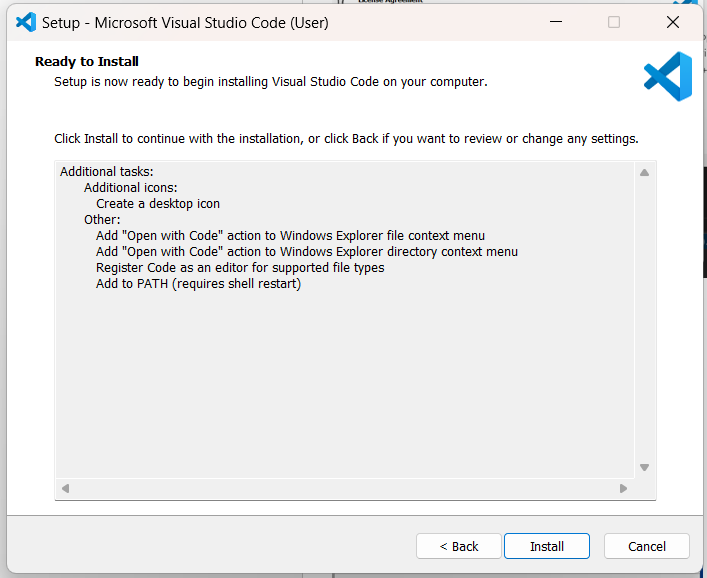 License Agreement
Setup - Microsoft Visual Studio Code (User)
Ready to Install
Setup is now ready to begin installing Visual Studio Code on your computer.
Click Install to continue with the installation, or click Back if you want to review or change any settings.
Additional tasks:
Additional icons:
Create a desktop icon
Other:
Add "Open with Code" action to Windows Explorer file context menu
Add "Open with Code" action to Windows Explorer directory context menu
Register Code as an editor for supported file types
Add to PATH (requires shell restart)
< Back
Install
Cancel